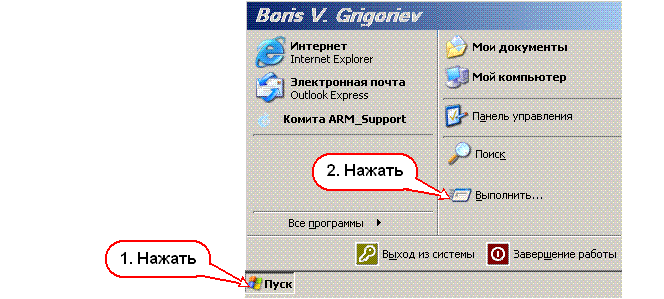 Boris V. Grigoriev
Интернет
Internet Explorer
Электронная почта
Outlook Express
Комита ARM_Support
Мои документы
Мой компьютер
Панель управления
Поиск
2. Нажать
Выполнить...
Все программы
Выход из системы
Завершение работы
1. Нажать
Пуск